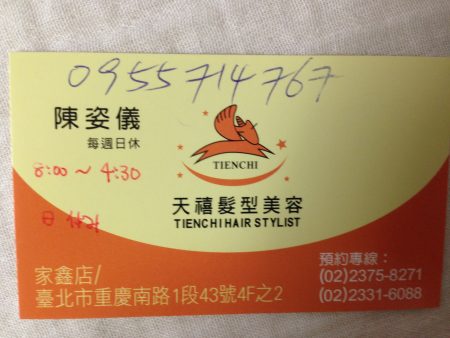 0955714767
陳姿儀
每週日休
8:00~4:30
日休
TIENCHI
天禧髮型美容
TIENCHI HAIR STYLIST
家鑫店/
臺北市重慶南路1段43號4F之2
預約專線:
(02)2375-8271
(02)2331-6088